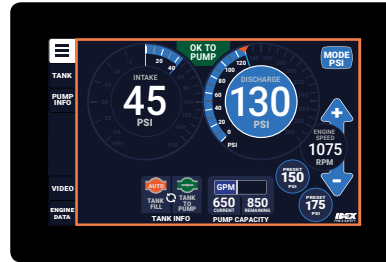 OK TO
PUMP
MODE
PSI
TANK
PUMP
INFO
VIDEO
ENGINE
DATA
20
40
INTAKE
45
PSI
120
100
80
60
40
20
0
PSI
DISCHARGE
130
PSI
+
ENGINE
SPEED
1075
RPM
-
PRESET
150
PSI
PRESET
175
PSI
AUTO
TANK
FILL
TANK
TO
PUMP
TANK INFO
GPM
650
CURRENT
850
REMAINING
PUMP CAPACITY
IDEX
FIRE & SAFETY